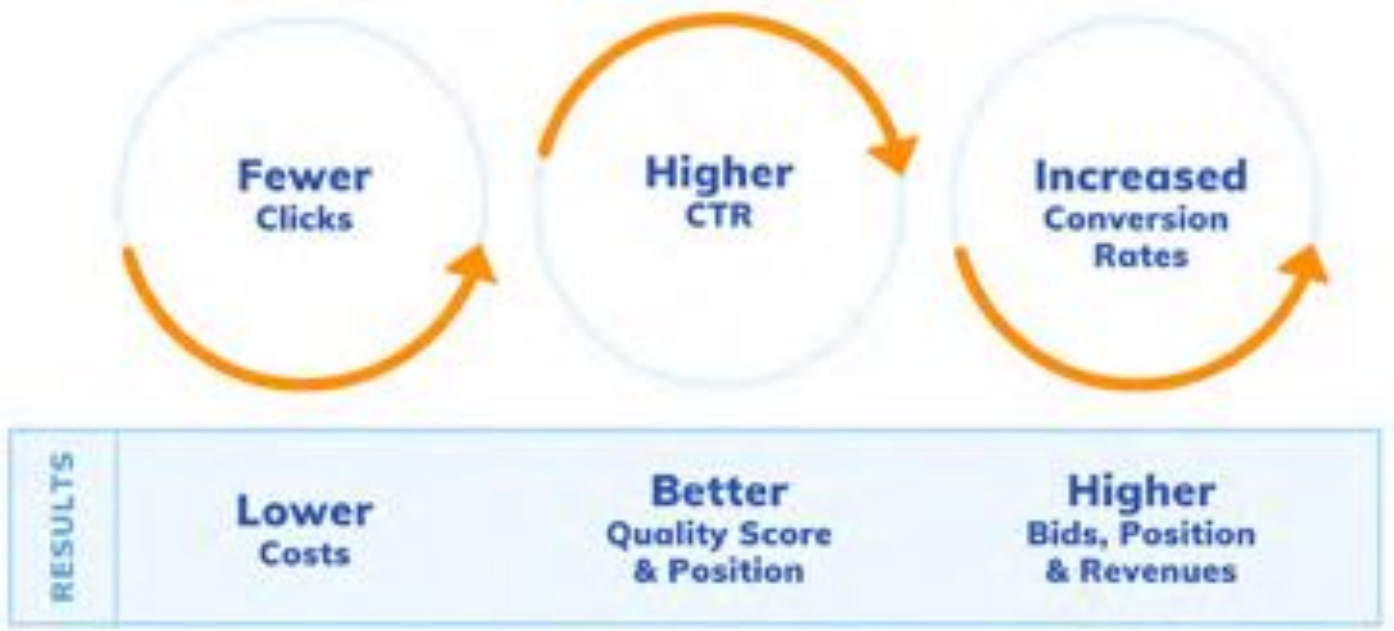 Fewer
Clicks
Higher
CTR
Increased
Conversion
Rates
RESULTS
Lower
Costs
Better
Quality Score
& Position
Higher
Bids, Position
& Revenues